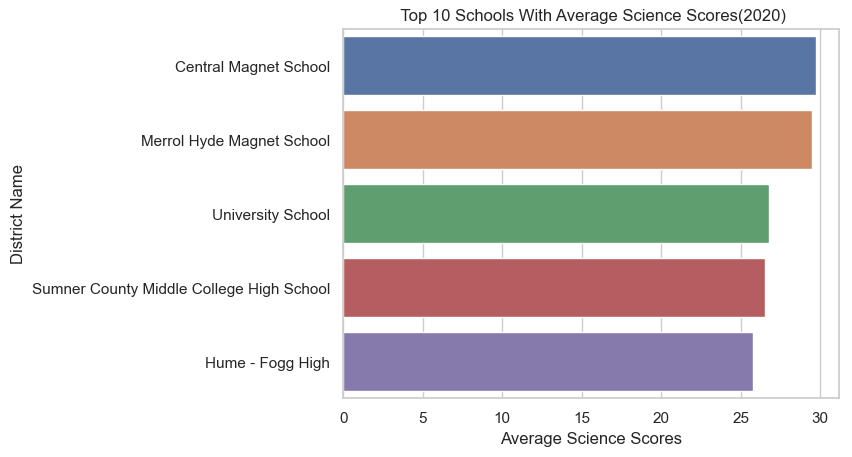 Top 10 Schools With Average Science Scores(2020)
Central Magnet School
Merrol Hyde Magnet School
University School
Sumner County Middle College High School
Hume - Fogg High
District Name
0 5 10 15 20 25 30
Average Science Scores